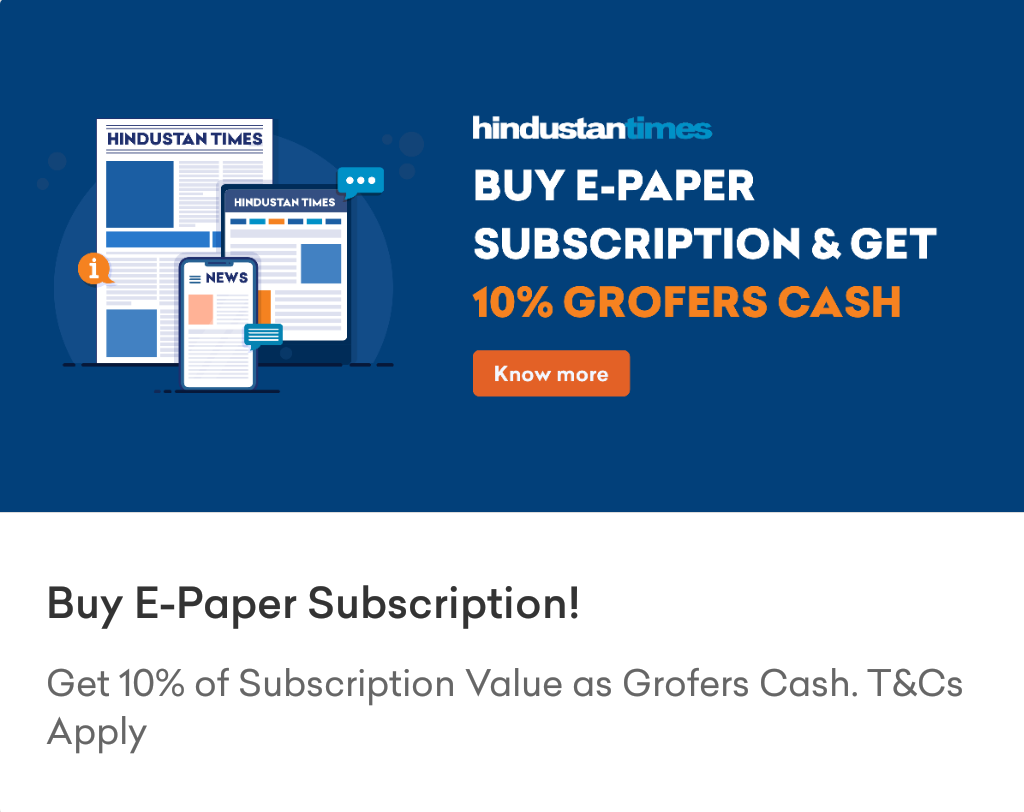 HINDUSTAN TIMES
HINDUSTAN TIMES
NEWS
hindustantimes
BUY E-PAPER
SUBSCRIPTION & GET
10% GROFERS CASH
Know more
Buy E-Paper Subscription!
Get 10% of Subscription Value as Grofers Cash. T&Cs
Apply